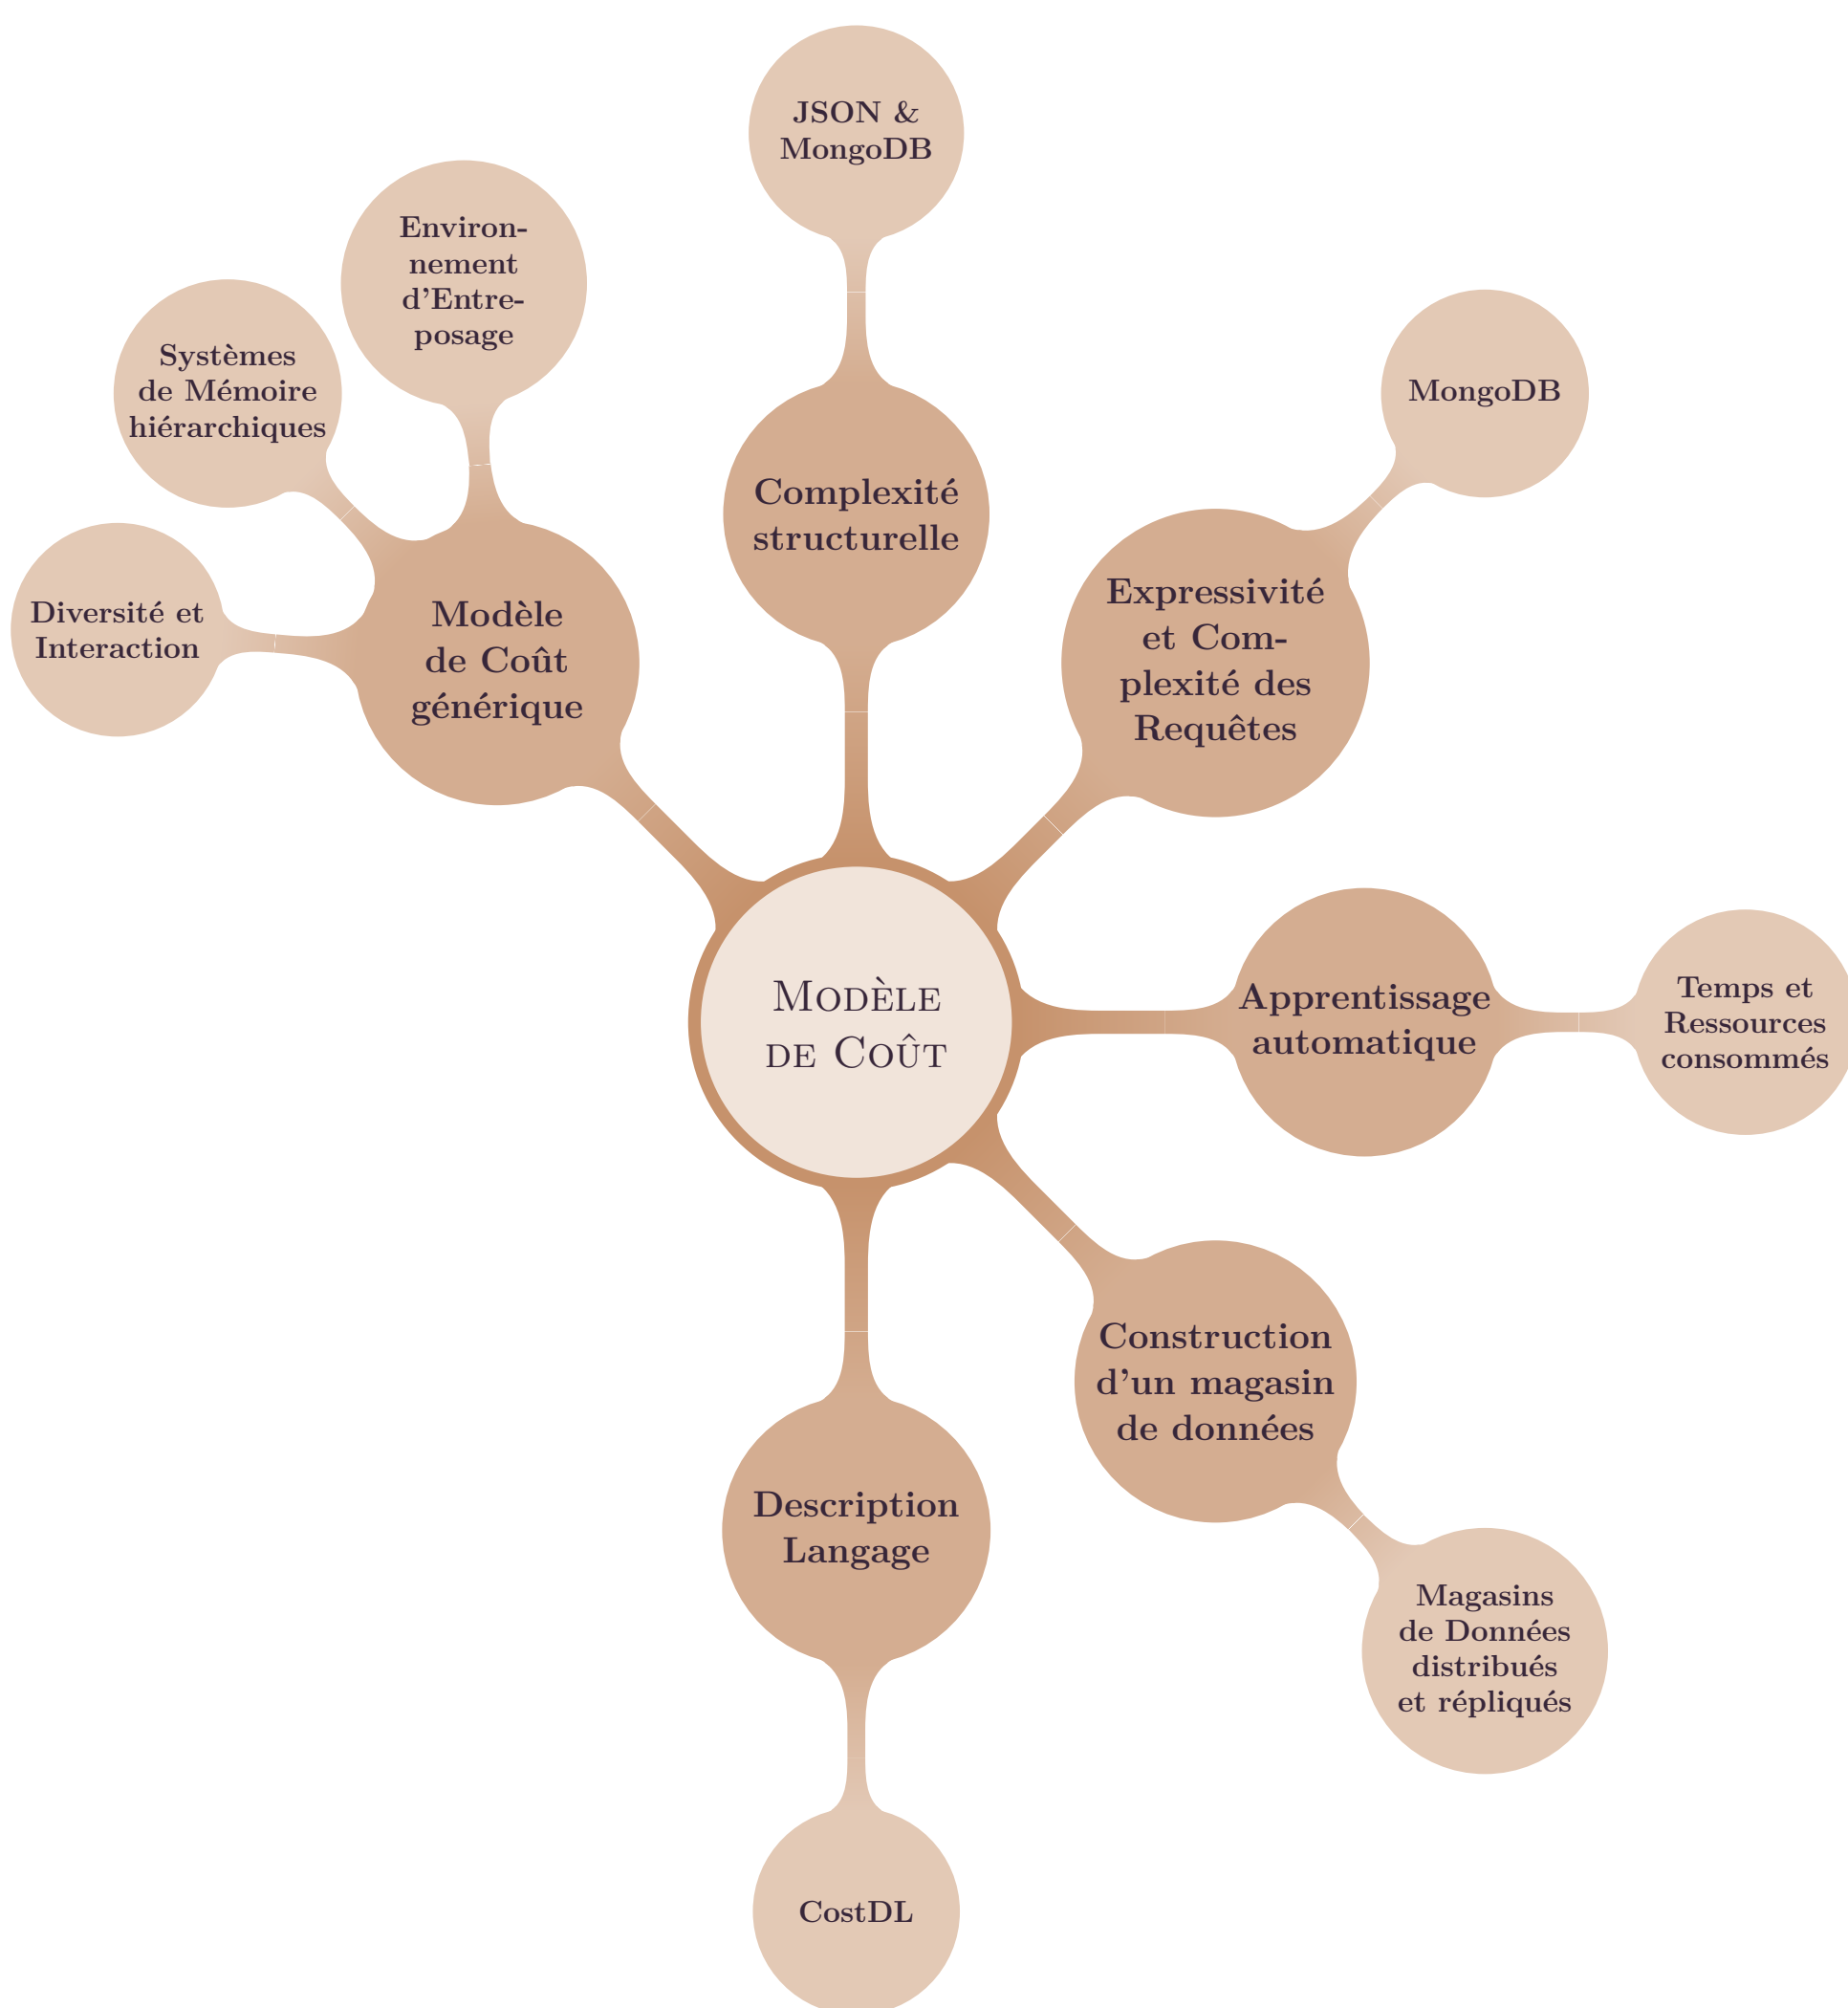 JSON &
MongoDB
Environ-
nement
d'Entre-
posage
Systèmes
de Mémoire
hiérarchiques
MongoDB
Complexité
structurelle
Expressivité
et Com-
plexité des
Requêtes
Diversité et
Interaction
Modèle
de Coût
générique
Modèle
de Coût
Apprentissage
automatique
Temps et
Ressources
consommés
Construction
d'un magasin
de données
Description
Langage
Magasins
de Données
distribués
et répliqués
CostDL